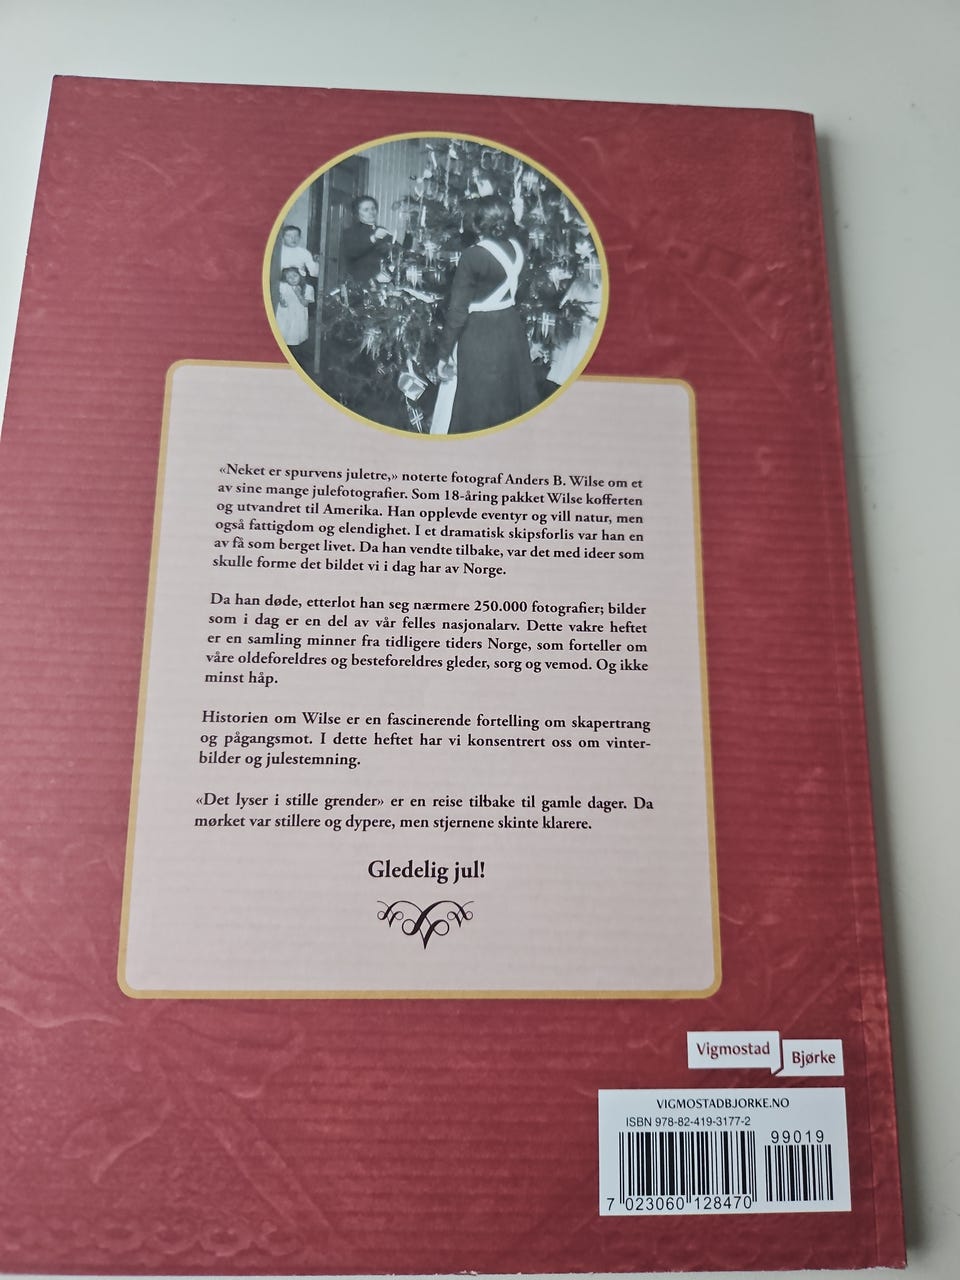 «Neket er spurvens juletre,» noterte fotograf Anders B. Wilse om et
av sine mange julefotografier. Som 18-åring pakket Wilse kofferten
og utvandret til Amerika. Han opplevde eventyr og vill natur, men
også fattigdom og elendighet. I et dramatisk skipsforlis var han en
av få som berget livet. Da han vendte tilbake, var det med ideer som
skulle forme det bildet vi i dag har av Norge.
Da han døde, etterlot han seg nærmere 250.000 fotografier; bilder
som i dag er en del av vår felles nasjonalarv. Dette vakre heftet
er en samling minner fra tidligere tiders Norge, som forteller om
våre oldeforeldres og besteforeldres gleder, sorg og vemod. Og ikke
minst håp.
Historien om Wilse er en fascinerende fortelling om skapertrang
og pågangsmot. I dette heftet har vi konsentrert oss om vinter-
bilder og julestemning.
«Det lyser i stille grender» er en reise tilbake til gamle dager. Da
mørket var stillere og dypere, men stjernene skinte klarere.
Gledelig jul!
Vigmostad
Bjørke
VIGMOSTADBJORKE.NO
ISBN 978-82-419-3177-2
99019
7 023060 128470